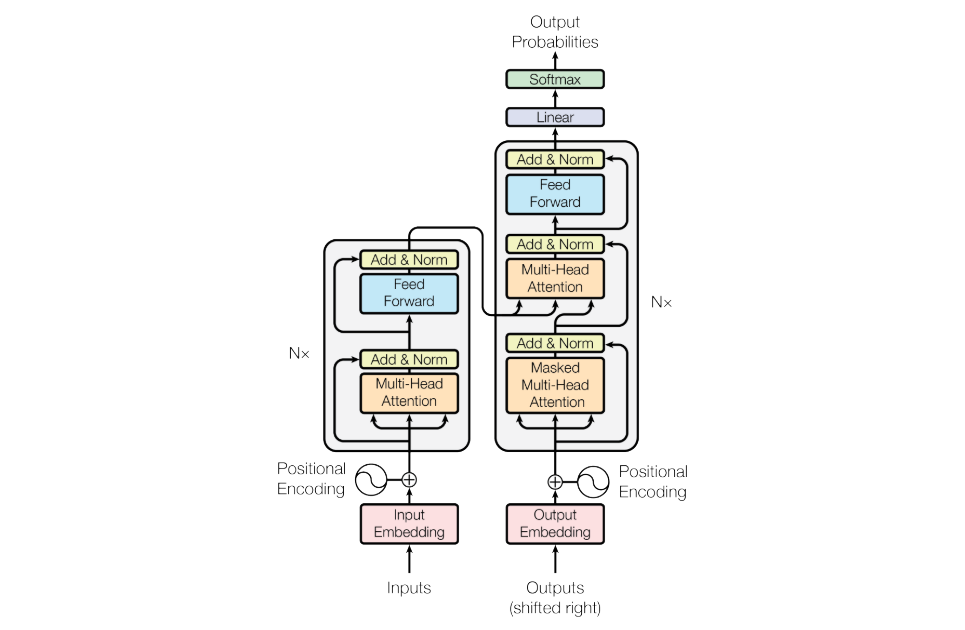 Output
Probabilities
Softmax
Linear
Add & Norm
Feed
Forward
Add & Norm
Multi-Head
Attention
Add & Norm
Masked
Multi-Head
Attention
N×
Add & Norm
Feed
Forward
Add & Norm
Multi-Head
Attention
N×
Positional
Encoding
Positional
Encoding
Input
Embedding
Output
Embedding
Inputs
Outputs
(shifted right)